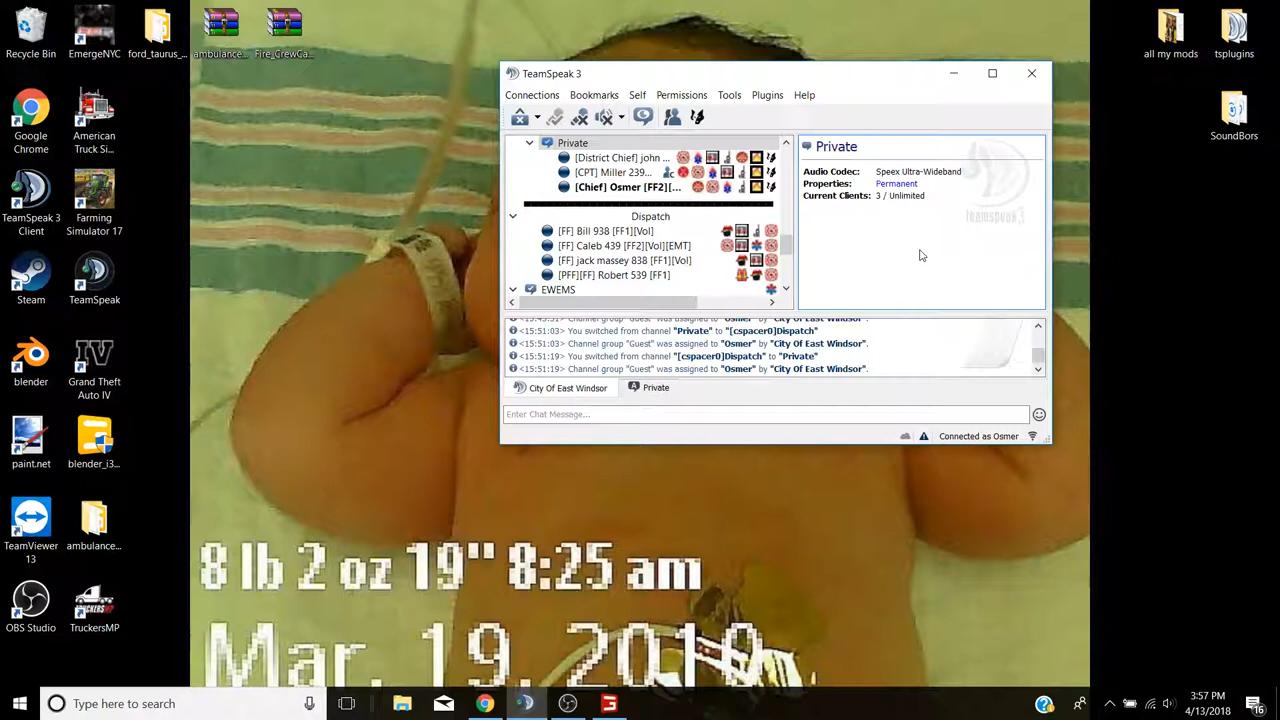 Recycle Bin
EmergeNYC
ford_taurus_...
ambulance...
Fire_CrewCa...
all my mods
tsplugins
Google
Chrome
American
Truck Si...
SoundBors
TeamSpeak 3
Client
Farming
Simulator 17
Steam
TeamSpeak
blender
Grand Theft
Auto IV
paint.net
blender_i3...
TeamViewer
13
ambulance...
OBS Studio
TruckersMP
TeamSpeak 3
Connections Bookmarks Self Permissions Tools Plugins Help
Private
[District Chief] john ...
[CPT] Miller 239...
[Chief] Osmer [FF2][...
Dispatch
[FF] Bill 938 [FF1][Vol]
[FF] Caleb 439 [FF2][Vol][EMT]
[FF] jack massey 838 [FF1][Vol]
[PFF][FF] Robert 539 [FF1]
EWEMS
Private
Audio Codec: Speex Ultra-Wideband
Properties: Permanent
Current Clients: 3 / Unlimited
<15:51:03> You switched from channel "Private" to "[cspacer0]Dispatch"
<15:51:03> Channel group "Guest" was assigned to "Osmer" by "City Of East Windsor".
<15:51:19> You switched from channel "[cspacer0]Dispatch" to "Private"
<15:51:19> Channel group "Guest" was assigned to "Osmer" by "City Of East Windsor".
City Of East Windsor Private
Enter Chat Message...
Connected as Osmer
8 lb 2 oz 19" 8:25 am
Mar. 19, 2010
Type here to search
3:57 PM
4/13/2018
16